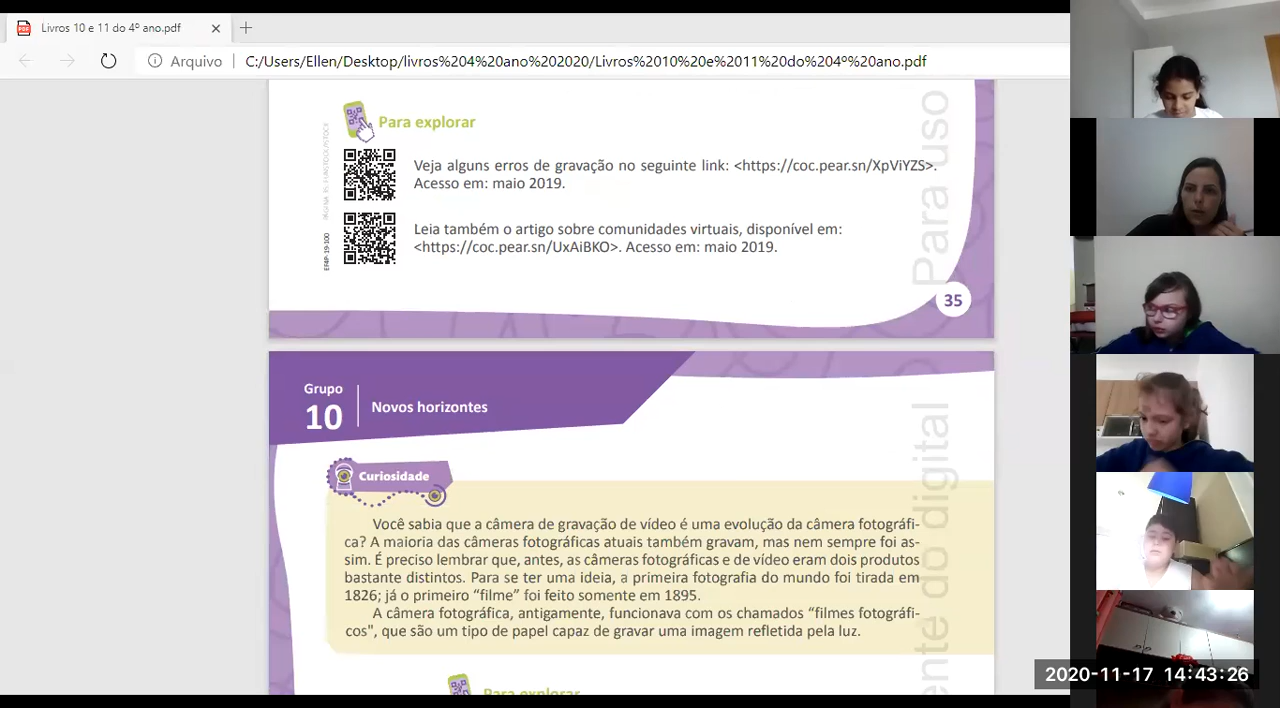 Livros 10 e 11 do 4º ano.pdf
Arquivo
C:/Users/Ellen/Desktop/livros%204%20ano%202020/Livros%2010%20e%2011%20do%204º%20ano.pdf
Para explorar
Veja alguns erros de gravação no seguinte link: <https://coc.pear.sn/XpViYZS>.
Acesso em: maio 2019.
Leia também o artigo sobre comunidades virtuais, disponível em:
<https://coc.pear.sn/UxAiBKO>. Acesso em: maio 2019.
EF4P-19-100
Para uso
35
Grupo
10
Novos horizontes
Curiosidade
Você sabia que a câmera de gravação de vídeo é uma evolução da câmera fotográfi-
ca? A maioria das câmeras fotográficas atuais também gravam, mas nem sempre foi as-
sim. É preciso lembrar que, antes, as câmeras fotográficas e de vídeo eram dois produtos
bastante distintos. Para se ter uma ideia, a primeira fotografia do mundo foi tirada em
1826; já o primeiro “filme” foi feito somente em 1895.
A câmera fotográfica, antigamente, funcionava com os chamados “filmes fotográfi-
cos", que são um tipo de papel capaz de gravar uma imagem refletida pela luz.
ente do digital
Para explorar
2020-11-17 14:43:26